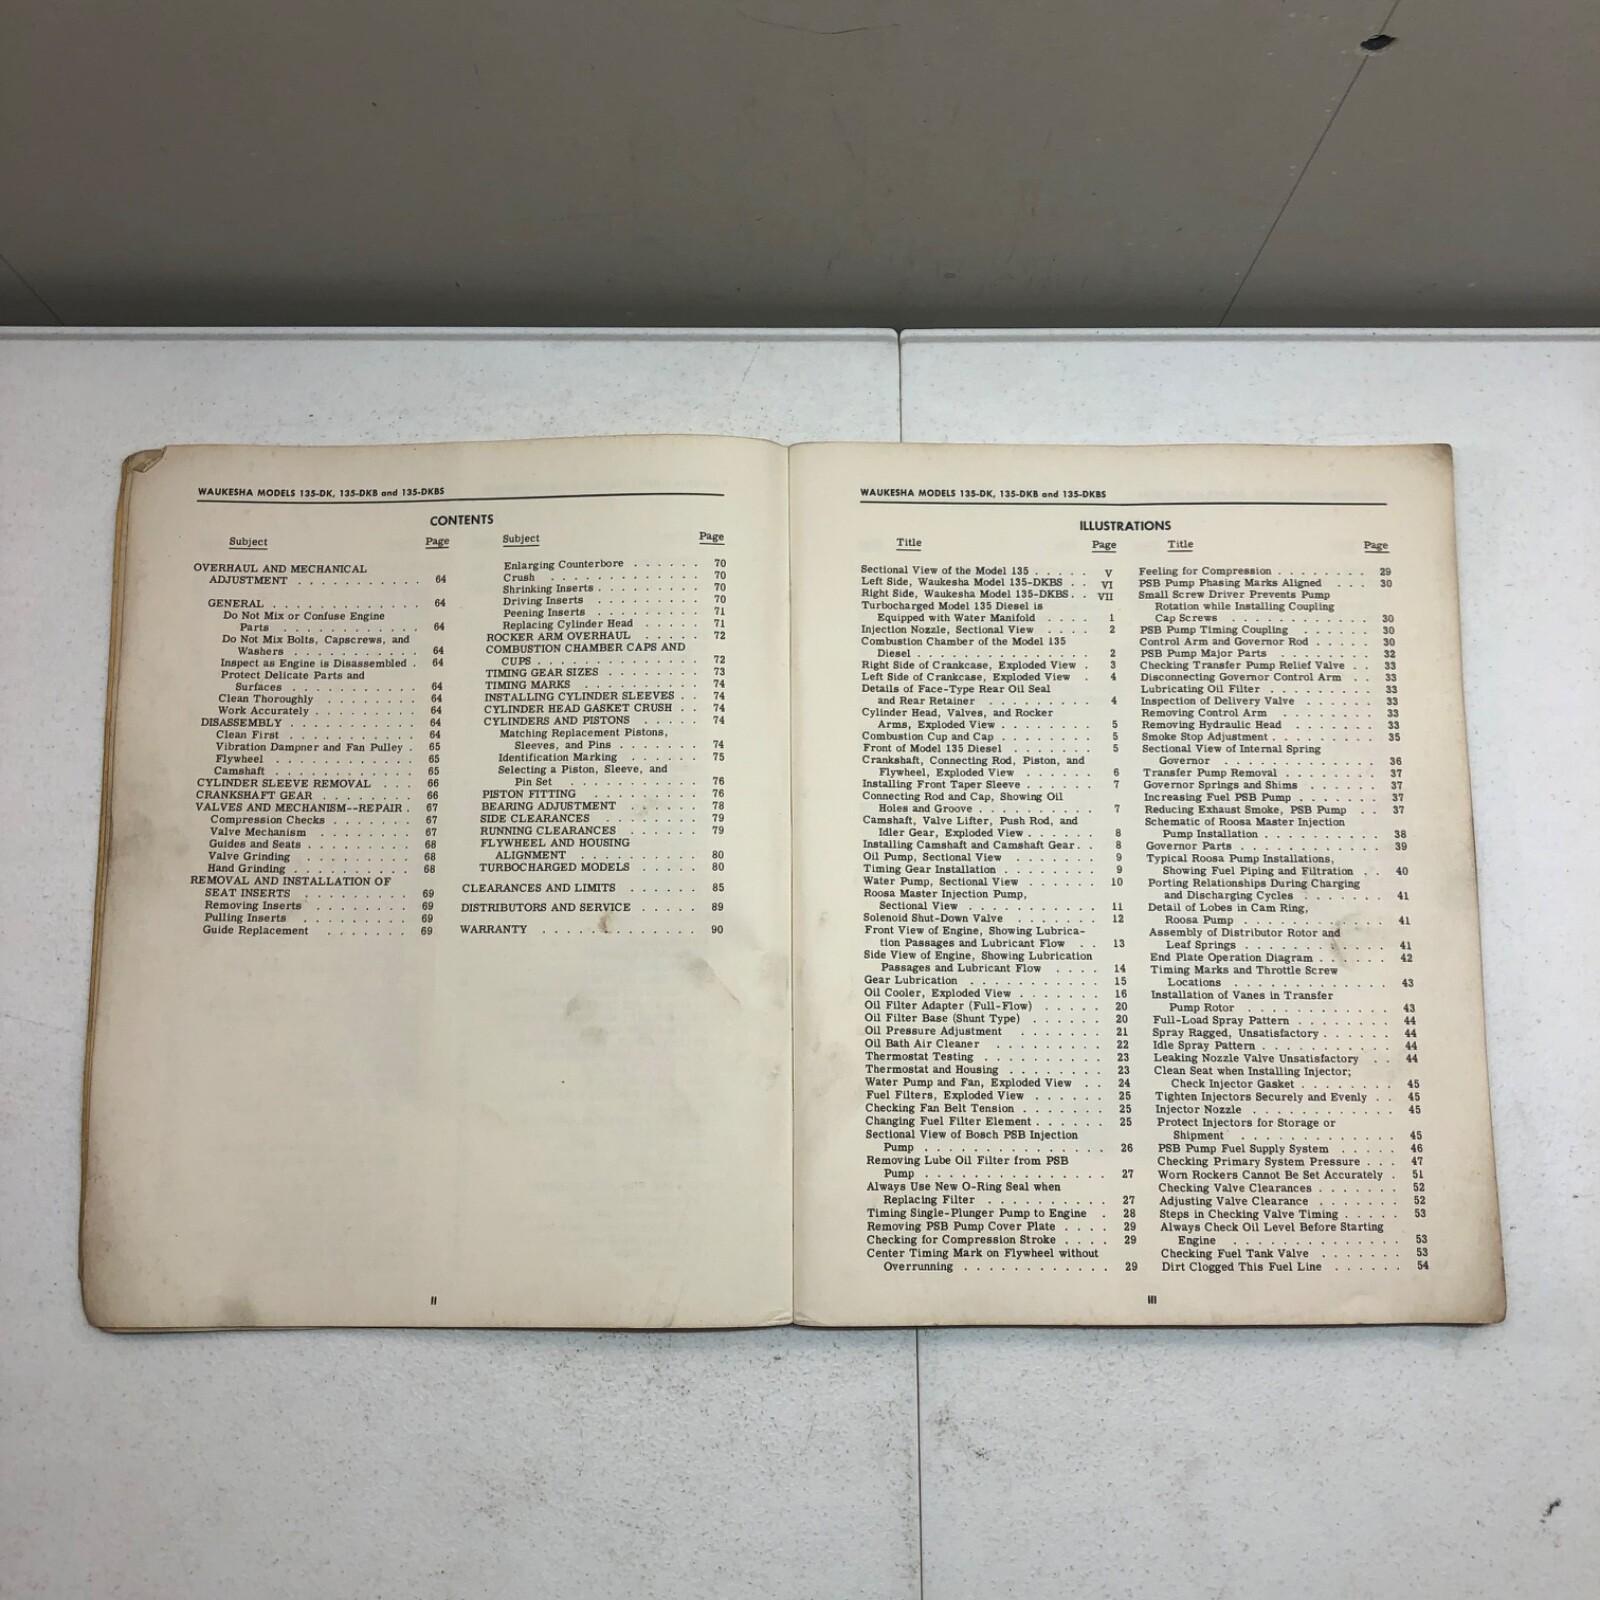 WAUKESHA MODELS 135-DK, 135-DKB and 135-DKBS
CONTENTS
Subject Page
OVERHAUL AND MECHANICAL
ADJUSTMENT . . . . . . . . . . . 64
GENERAL . . . . . . . . . . . . . 64
Do Not Mix or Confuse Engine
Parts . . . . . . . . . . . . 64
Do Not Mix Bolts, Capscrews, and
Washers . . . . . . . . . . . 64
Inspect as Engine is Disassembled . 64
Protect Delicate Parts and
Surfaces . . . . . . . . . . . 64
Clean Thoroughly . . . . . . . . 64
Work Accurately . . . . . . . . . 64
DISASSEMBLY . . . . . . . . . . . 64
Clean First . . . . . . . . . . . 64
Vibration Dampner and Fan Pulley . 65
Flywheel . . . . . . . . . . . . 65
Camshaft . . . . . . . . . . . . 65
CYLINDER SLEEVE REMOVAL . . . 66
CRANKSHAFT GEAR . . . . . . . . 66
VALVES AND MECHANISM--REPAIR . 67
Compression Checks . . . . . . . 67
Valve Mechanism . . . . . . . . 67
Guides and Seats . . . . . . . . . 68
Valve Grinding . . . . . . . . . 68
Hand Grinding . . . . . . . . . . 68
REMOVAL AND INSTALLATION OF
SEAT INSERTS . . . . . . . . . . 69
Removing Inserts . . . . . . . . 69
Pulling Inserts . . . . . . . . . 69
Guide Replacement . . . . . . . 69
Subject Page
Enlarging Counterbore . . . . . . 70
Crush . . . . . . . . . . . . . 70
Shrinking Inserts . . . . . . . . . 70
Driving Inserts . . . . . . . . . 70
Peening Inserts . . . . . . . . . 71
Replacing Cylinder Head . . . . . 71
ROCKER ARM OVERHAUL . . . . . 72
COMBUSTION CHAMBER CAPS AND
CUPS . . . . . . . . . . . . . . 72
TIMING GEAR SIZES . . . . . . . . 73
TIMING MARKS . . . . . . . . . . 74
INSTALLING CYLINDER SLEEVES . . 74
CYLINDER HEAD GASKET CRUSH . . 74
CYLINDERS AND PISTONS . . . . . 74
Matching Replacement Pistons,
Sleeves, and Pins . . . . . . . 74
Identification Marking . . . . . . 75
Selecting a Piston, Sleeve, and
Pin Set . . . . . . . . . . . . 76
PISTON FITTING . . . . . . . . . 76
BEARING ADJUSTMENT . . . . . . . 78
SIDE CLEARANCES . . . . . . . . 79
RUNNING CLEARANCES . . . . . . 79
FLYWHEEL AND HOUSING
ALIGNMENT . . . . . . . . . . 80
TURBOCHARGED MODELS . . . . . 80
CLEARANCES AND LIMITS . . . . . . 85
DISTRIBUTORS AND SERVICE . . . . . 89
WARRANTY . . . . . . . . . . . . . 90
II
WAUKESHA MODELS 135-DK, 135-DKB and 135-DKBS
ILLUSTRATIONS
Title Page
Sectional View of the Model 135 . . . . . V
Left Side, Waukesha Model 135-DKBS . . VI
Right Side, Waukesha Model 135-DKBS . . VII
Turbocharged Model 135 Diesel is
Equipped with Water Manifold . . . . 1
Injection Nozzle, Sectional View . . . . 2
Combustion Chamber of the Model 135
Diesel . . . . . . . . . . . . . . 2
Right Side of Crankcase, Exploded View . 3
Left Side of Crankcase, Exploded View . 4
Details of Face-Type Rear Oil Seal
and Rear Retainer . . . . . . . . . 4
Cylinder Head, Valves, and Rocker
Arms, Exploded View . . . . . . . . . 5
Combustion Cup and Cap . . . . . . . . 5
Front of Model 135 Diesel . . . . . . . 5
Crankshaft, Connecting Rod, Piston, and
Flywheel, Exploded View . . . . . . 6
Installing Front Taper Sleeve . . . . . . 7
Connecting Rod and Cap, Showing Oil
Holes and Groove . . . . . . . . . . 7
Camshaft, Valve Lifter, Push Rod, and
Idler Gear, Exploded View . . . . . . 8
Installing Camshaft and Camshaft Gear . . 8
Oil Pump, Sectional View . . . . . . . 9
Timing Gear Installation . . . . . . . . 9
Water Pump, Sectional View . . . . . . 10
Roosa Master Injection Pump,
Sectional View . . . . . . . . . . . 11
Solenoid Shut-Down Valve . . . . . . . 12
Front View of Engine, Showing Lubrica-
tion Passages and Lubricant Flow . . 13
Side View of Engine, Showing Lubrication
Passages and Lubricant Flow . . . . 14
Gear Lubrication . . . . . . . . . . . 15
Oil Cooler, Exploded View . . . . . . . 16
Oil Filter Adapter (Full-Flow) . . . . . 20
Oil Filter Base (Shunt Type) . . . . . . 20
Oil Pressure Adjustment . . . . . . . 21
Oil Bath Air Cleaner . . . . . . . . . 22
Thermostat Testing . . . . . . . . . . 23
Thermostat and Housing . . . . . . . . 23
Water Pump and Fan, Exploded View . . 24
Fuel Filters, Exploded View . . . . . . 25
Checking Fan Belt Tension . . . . . . . 25
Changing Fuel Filter Element . . . . . . 25
Sectional View of Bosch PSB Injection
Pump . . . . . . . . . . . . . . . 26
Removing Lube Oil Filter from PSB
Pump . . . . . . . . . . . . . . . 27
Always Use New O-Ring Seal when
Replacing Filter . . . . . . . . . . 27
Timing Single-Plunger Pump to Engine . 28
Removing PSB Pump Cover Plate . . . . 29
Checking for Compression Stroke . . . . 29
Center Timing Mark on Flywheel without
Overrunning . . . . . . . . . . . . 29
Title Page
Feeling for Compression . . . . . . . . 29
PSB Pump Phasing Marks Aligned . . . 30
Small Screw Driver Prevents Pump
Rotation while Installing Coupling
Cap Screws . . . . . . . . . . . . 30
PSB Pump Timing Coupling . . . . . . 30
Control Arm and Governor Rod . . . . . 30
PSB Pump Major Parts . . . . . . . 32
Checking Transfer Pump Relief Valve . . 33
Disconnecting Governor Control Arm . . 33
Lubricating Oil Filter . . . . . . . . . 33
Inspection of Delivery Valve . . . . . . 33
Removing Control Arm . . . . . . . . 33
Removing Hydraulic Head . . . . . . . 33
Smoke Stop Adjustment . . . . . . . . . 35
Sectional View of Internal Spring
Governor . . . . . . . . . . . . . 36
Transfer Pump Removal . . . . . . . . 37
Governor Springs and Shims . . . . . . 37
Increasing Fuel PSB Pump . . . . . . . 37
Reducing Exhaust Smoke, PSB Pump . . 37
Schematic of Roosa Master Injection
Pump Installation . . . . . . . . . . 38
Governor Parts . . . . . . . . . . . . 39
Typical Roosa Pump Installations,
Showing Fuel Piping and Filtration . . 40
Porting Relationships During Charging
and Discharging Cycles . . . . . . . 41
Detail of Lobes in Cam Ring,
Roosa Pump . . . . . . . . . . . . 41
Assembly of Distributor Rotor and
Leaf Springs . . . . . . . . . . . . 41
End Plate Operation Diagram . . . . . . 42
Timing Marks and Throttle Screw
Locations . . . . . . . . . . . . . 43
Installation of Vanes in Transfer
Pump Rotor . . . . . . . . . . . . 43
Full-Load Spray Pattern . . . . . . . . 44
Spray Ragged, Unsatisfactory . . . . . . 44
Idle Spray Pattern . . . . . . . . . . . 44
Leaking Nozzle Valve Unsatisfactory . . 44
Clean Seat when Installing Injector;
Check Injector Gasket . . . . . . . . 45
Tighten Injectors Securely and Evenly . . 45
Injector Nozzle . . . . . . . . . . . . 45
Protect Injectors for Storage or
Shipment . . . . . . . . . . . . . 45
PSB Pump Fuel Supply System . . . . . 46
Checking Primary System Pressure . . . 47
Worn Rockers Cannot Be Set Accurately . 51
Checking Valve Clearances . . . . . . . 52
Adjusting Valve Clearance . . . . . . . 52
Steps in Checking Valve Timing . . . . . 53
Always Check Oil Level Before Starting
Engine . . . . . . . . . . . . . . 53
Checking Fuel Tank Valve . . . . . . . 53
Dirt Clogged This Fuel Line . . . . . . 54
III